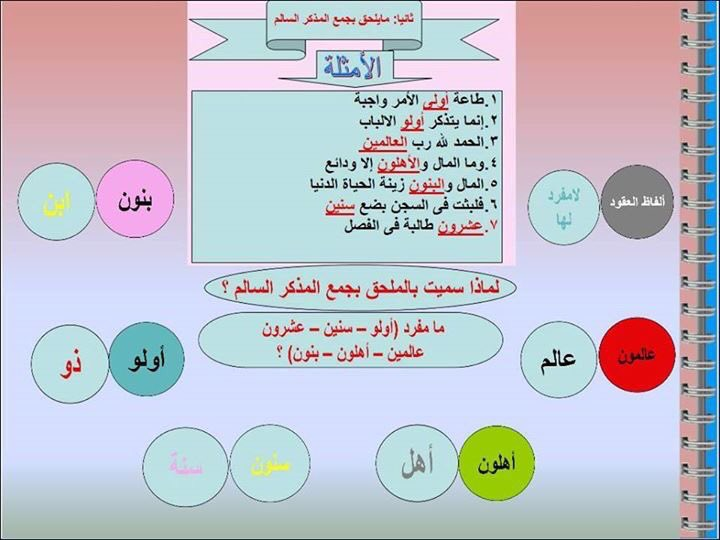 ثانيا: مايلحق بجمع المذكر السالم
الأمثلة
١.طاعة أولى الأمر واجبة
٢.إنما يتذكر أولو الالباب
٣.الحمد لله رب العالمين
٤.وما المال والأهلون إلا ودائع
٥.المال والبنون زينة الحياة الدنيا
٦.فلبثت فى السجن بضع سنين
٧.عشرون طالبة فى الفصل
لماذا سميت بالملحق بجمع المذكر السالم ؟
ما مفرد (أولو – سنين – عشرون
عالمين – أهلون – بنون) ؟
ألفاظ العقود
لامفرد
لها
بنون
ابن
عالمون
عالم
أولو
ذو
أهلون
أهل
سنون
سنة